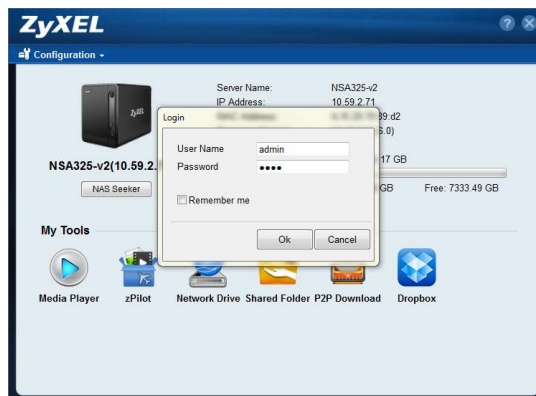 ZyXEL
Configuration
Server Name: NSA325-v2
IP Address: 10.59.2.71
Login
39:d2
User Name admin
17 GB
Password
NSA325-v2(10.59.2.
NAS Seeker
GB Free: 7333.49 GB
Remember me
Ok Cancel
My Tools
Media Player zPilot Network Drive Shared Folder P2P Download Dropbox